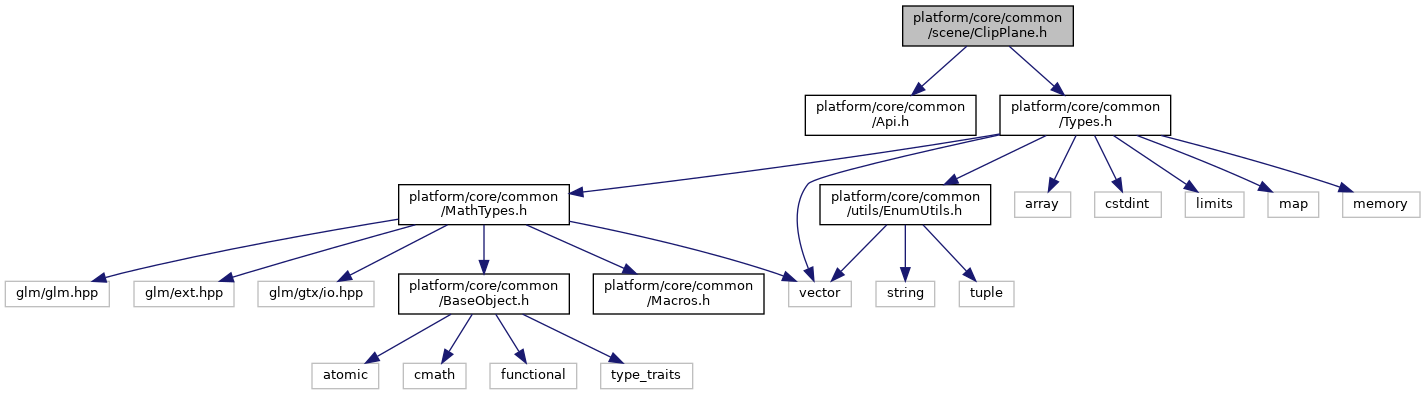 platform/core/common
/scene/ClipPlane.h
platform/core/common
/Api.h
platform/core/common
/Types.h
platform/core/common
/MathTypes.h
platform/core/common
/utils/EnumUtils.h
array
cstdint
limits
map
memory
glm/glm.hpp
glm/ext.hpp
glm/gtx/io.hpp
platform/core/common
/BaseObject.h
platform/core/common
/Macros.h
vector
string
tuple
atomic
cmath
functional
type_traits